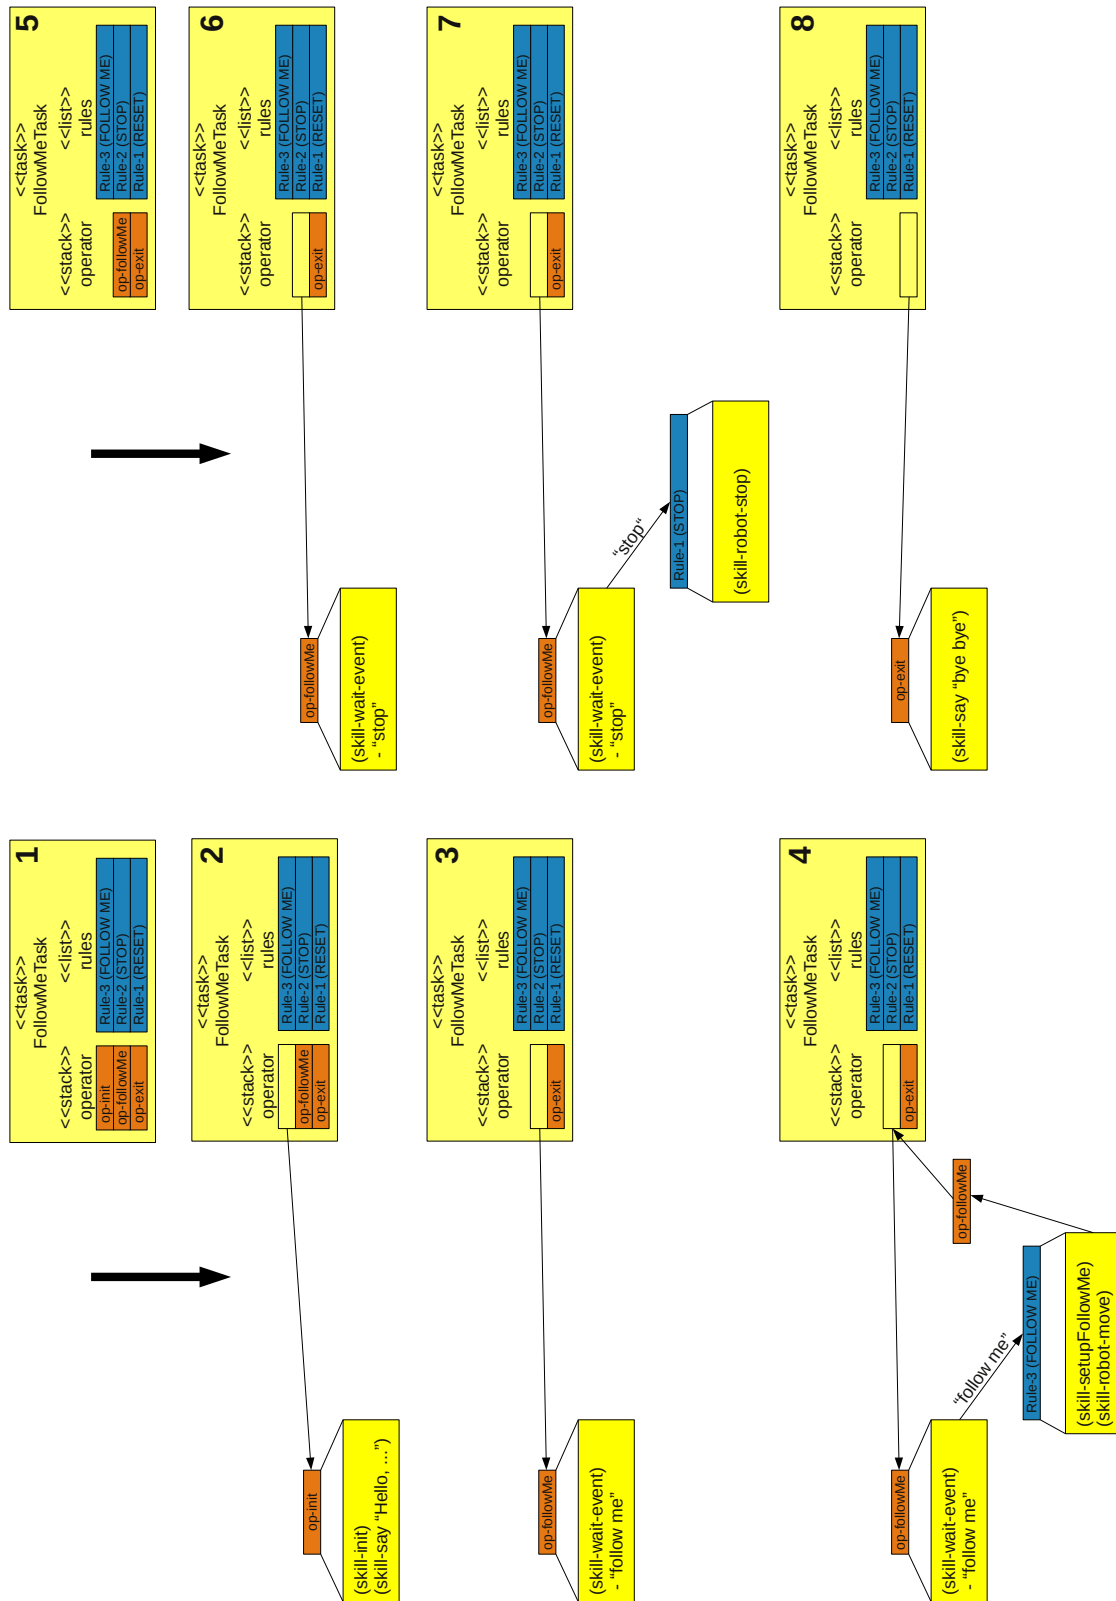 1
<<task>>
FollowMeTask
<<stack>>
operator
<<list>>
rules
op-init
op-followMe
op-exit
Rule-3 (FOLLOW ME)
Rule-2 (STOP)
Rule-1 (RESET)
2
<<task>>
FollowMeTask
<<stack>>
operator
<<list>>
rules
op-followMe
op-exit
Rule-3 (FOLLOW ME)
Rule-2 (STOP)
Rule-1 (RESET)
op-init
(skill-init)
(skill-say “Hello, ...”)
3
<<task>>
FollowMeTask
<<stack>>
operator
<<list>>
rules
op-exit
Rule-3 (FOLLOW ME)
Rule-2 (STOP)
Rule-1 (RESET)
op-followMe
(skill-wait-event)
- “follow me”
4
<<task>>
FollowMeTask
<<stack>>
operator
<<list>>
rules
op-exit
Rule-3 (FOLLOW ME)
Rule-2 (STOP)
Rule-1 (RESET)
op-followMe
(skill-wait-event)
- “follow me”
“follow me”
op-followMe
Rule-3 (FOLLOW ME)
(skill-setupFollowMe)
(skill-robot-move)
5
<<task>>
FollowMeTask
<<stack>>
operator
<<list>>
rules
op-followMe
op-exit
Rule-3 (FOLLOW ME)
Rule-2 (STOP)
Rule-1 (RESET)
6
<<task>>
FollowMeTask
<<stack>>
operator
<<list>>
rules
op-exit
Rule-3 (FOLLOW ME)
Rule-2 (STOP)
Rule-1 (RESET)
op-followMe
(skill-wait-event)
- “stop”
7
<<task>>
FollowMeTask
<<stack>>
operator
<<list>>
rules
op-exit
Rule-3 (FOLLOW ME)
Rule-2 (STOP)
Rule-1 (RESET)
op-followMe
(skill-wait-event)
- “stop”
“stop“
Rule-1 (STOP)
(skill-robot-stop)
8
<<task>>
FollowMeTask
<<stack>>
operator
<<list>>
rules
Rule-3 (FOLLOW ME)
Rule-2 (STOP)
Rule-1 (RESET)
op-exit
(skill-say “bye bye”)